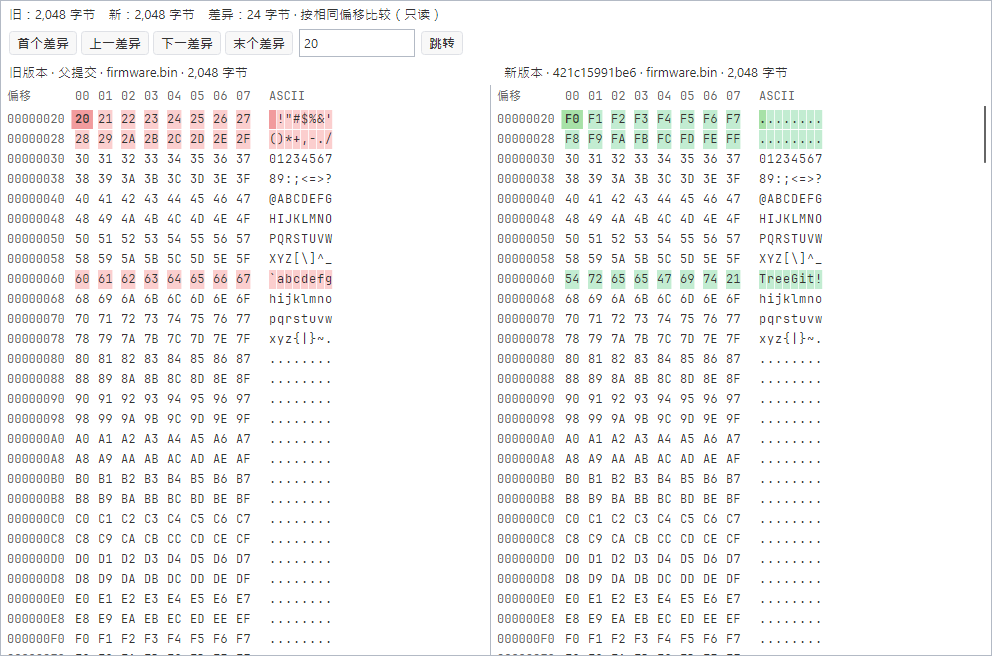 旧：2,048 字节 新：2,048 字节 差异：24 字节 · 按相同偏移比较（只读）
首个差异 上一差异 下一差异 末个差异 20 跳转
旧版本 · 父提交 · firmware.bin · 2,048 字节 新版本 · 421c15991be6 · firmware.bin · 2,048 字节
偏移 00 01 02 03 04 05 06 07 ASCII 偏移 00 01 02 03 04 05 06 07 ASCII
00000020 20 21 22 23 24 25 26 27  !"#$%&' 00000020 F0 F1 F2 F3 F4 F5 F6 F7 ........
00000028 28 29 2A 2B 2C 2D 2E 2F ()*+,-./ 00000028 F8 F9 FA FB FC FD FE FF ........
00000030 30 31 32 33 34 35 36 37 01234567 00000030 30 31 32 33 34 35 36 37 01234567
00000038 38 39 3A 3B 3C 3D 3E 3F 89:;<=>? 00000038 38 39 3A 3B 3C 3D 3E 3F 89:;<=>?
00000040 40 41 42 43 44 45 46 47 @ABCDEFG 00000040 40 41 42 43 44 45 46 47 @ABCDEFG
00000048 48 49 4A 4B 4C 4D 4E 4F HIJKLMNO 00000048 48 49 4A 4B 4C 4D 4E 4F HIJKLMNO
00000050 50 51 52 53 54 55 56 57 PQRSTUVW 00000050 50 51 52 53 54 55 56 57 PQRSTUVW
00000058 58 59 5A 5B 5C 5D 5E 5F XYZ[\]^_ 00000058 58 59 5A 5B 5C 5D 5E 5F XYZ[\]^_
00000060 60 61 62 63 64 65 66 67 `abcdefg 00000060 54 72 65 65 47 69 74 21 TreeGit!
00000068 68 69 6A 6B 6C 6D 6E 6F hijklmno 00000068 68 69 6A 6B 6C 6D 6E 6F hijklmno
00000070 70 71 72 73 74 75 76 77 pqrstuvw 00000070 70 71 72 73 74 75 76 77 pqrstuvw
00000078 78 79 7A 7B 7C 7D 7E 7F xyz{|}~. 00000078 78 79 7A 7B 7C 7D 7E 7F xyz{|}~.
00000080 80 81 82 83 84 85 86 87 ........ 00000080 80 81 82 83 84 85 86 87 ........
00000088 88 89 8A 8B 8C 8D 8E 8F ........ 00000088 88 89 8A 8B 8C 8D 8E 8F ........
00000090 90 91 92 93 94 95 96 97 ........ 00000090 90 91 92 93 94 95 96 97 ........
00000098 98 99 9A 9B 9C 9D 9E 9F ........ 00000098 98 99 9A 9B 9C 9D 9E 9F ........
000000A0 A0 A1 A2 A3 A4 A5 A6 A7 ........ 000000A0 A0 A1 A2 A3 A4 A5 A6 A7 ........
000000A8 A8 A9 AA AB AC AD AE AF ........ 000000A8 A8 A9 AA AB AC AD AE AF ........
000000B0 B0 B1 B2 B3 B4 B5 B6 B7 ........ 000000B0 B0 B1 B2 B3 B4 B5 B6 B7 ........
000000B8 B8 B9 BA BB BC BD BE BF ........ 000000B8 B8 B9 BA BB BC BD BE BF ........
000000C0 C0 C1 C2 C3 C4 C5 C6 C7 ........ 000000C0 C0 C1 C2 C3 C4 C5 C6 C7 ........
000000C8 C8 C9 CA CB CC CD CE CF ........ 000000C8 C8 C9 CA CB CC CD CE CF ........
000000D0 D0 D1 D2 D3 D4 D5 D6 D7 ........ 000000D0 D0 D1 D2 D3 D4 D5 D6 D7 ........
000000D8 D8 D9 DA DB DC DD DE DF ........ 000000D8 D8 D9 DA DB DC DD DE DF ........
000000E0 E0 E1 E2 E3 E4 E5 E6 E7 ........ 000000E0 E0 E1 E2 E3 E4 E5 E6 E7 ........
000000E8 E8 E9 EA EB EC ED EE EF ........ 000000E8 E8 E9 EA EB EC ED EE EF ........
000000F0 F0 F1 F2 F3 F4 F5 F6 F7 ........ 000000F0 F0 F1 F2 F3 F4 F5 F6 F7 ........